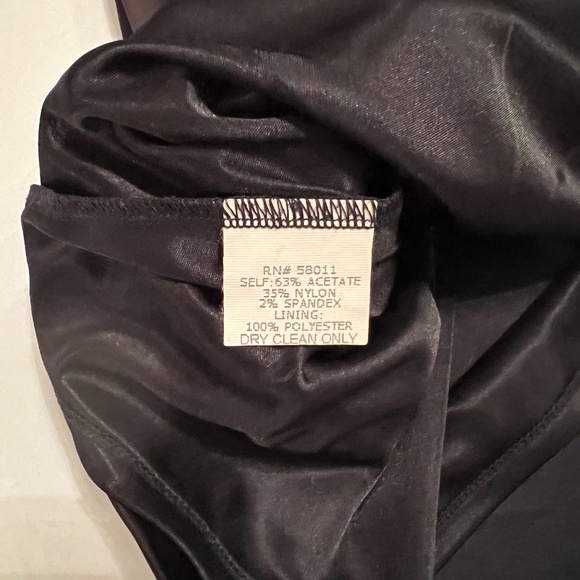 RN# 58011
SELF:63% ACETATE
35% NYLON
2% SPANDEX
LINING:
100% POLYESTER
DRY CLEAN ONLY